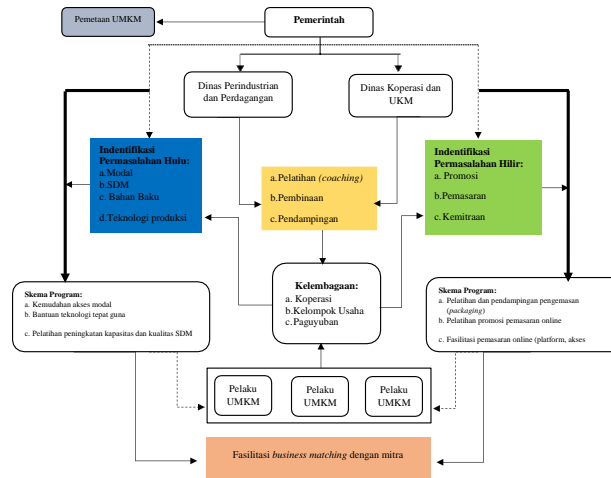 Pemetaan UMKM
Pemerintah
Dinas Perindustrian
dan Perdagangan
Dinas Koperasi dan
UKM
Indentifikasi
Permasalahan Hulu:
a.Modal
b.SDM
c. Bahan Baku
d.Teknologi produksi
a.Pelatihan (coaching)
b.Pembinaan
c.Pendampingan
Indentifikasi
Permasalahan Hilir:
a. Promosi
b.Pemasaran
c.Kemitraan
Skema Program:
a. Kemudahan akses modal
b. Bantuan teknologi tepat guna
c. Pelatihan peningkatan kapasitas dan kualitas SDM
Kelembagaan:
a. Koperasi
b.Kelompok Usaha
c.Paguyuban
Skema Program:
a. Pelatihan dan pendampingan pengemasan
(packaging)
b. Pelatihan promosi pemasaran online
c. Fasilitasi pemasaran online (platform, akses
Pelaku
UMKM
Pelaku
UMKM
Pelaku
UMKM
Fasilitasi business matching dengan mitra